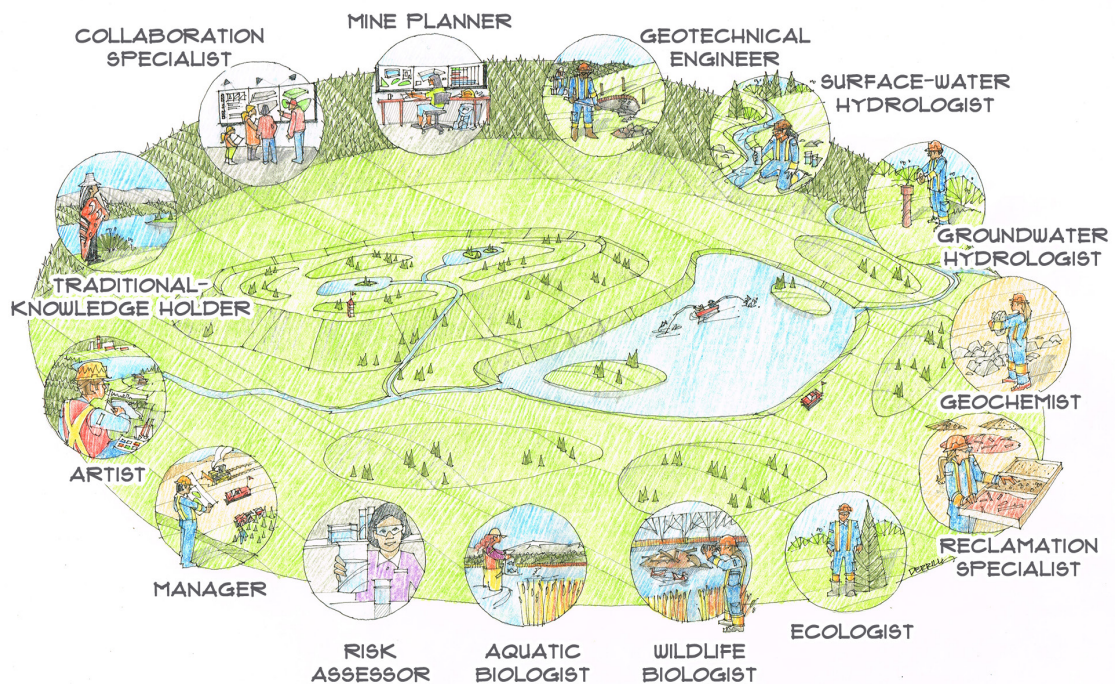 MINE PLANNER
COLLABORATION
SPECIALIST
GEOTECHNICAL
ENGINEER
SURFACE-WATER
HYDROLOGIST
GROUNDWATER
HYDROLOGIST
TRADITIONAL-
KNOWLEDGE HOLDER
GEOCHEMIST
ARTIST
RECLAMATION
SPECIALIST
MANAGER
ECOLOGIST
RISK
ASSESSOR
AQUATIC
BIOLOGIST
WILDLIFE
BIOLOGIST